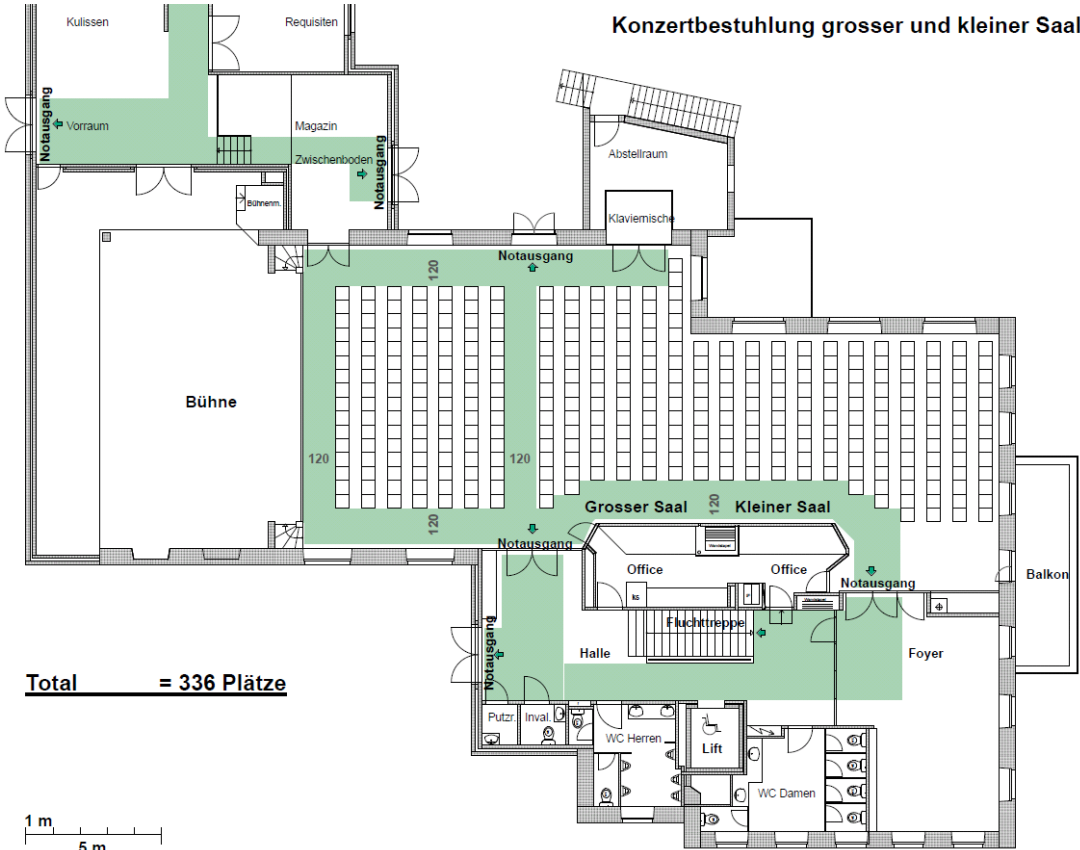 Konzertbestuhlung grosser und kleiner Saal
Kulissen
Requisiten
Notausgang
Vorraum
Magazin
Zwischenboden
Notausgang
Abstellraum
Bühnenm.
Klaviernische
Notausgang
120
Bühne
120
120
120
Grosser Saal
120
Kleiner Saal
Notausgang
Office
Office
Notausgang
Balkon
ks
Fluchttreppe
Notausgang
Halle
Foyer
Total = 336 Plätze
Putzr.
Inval.
WC Herren
Lift
WC Damen
1 m
5 m